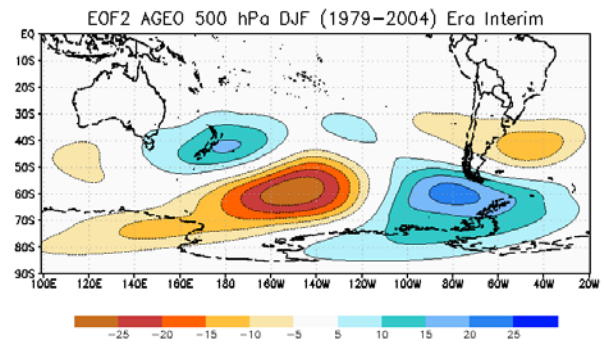 EOF2 AGEO 500 hPa DJF (1979−2004) Era Interim
EQ
10S
20S
30S
40S
50S
60S
70S
80S
90S
100E 120E 140E 160E 180 160W 140W 120W 100W 80W 60W 40W 20W
−25 −20 −15 −10 −5 5 10 15 20 25